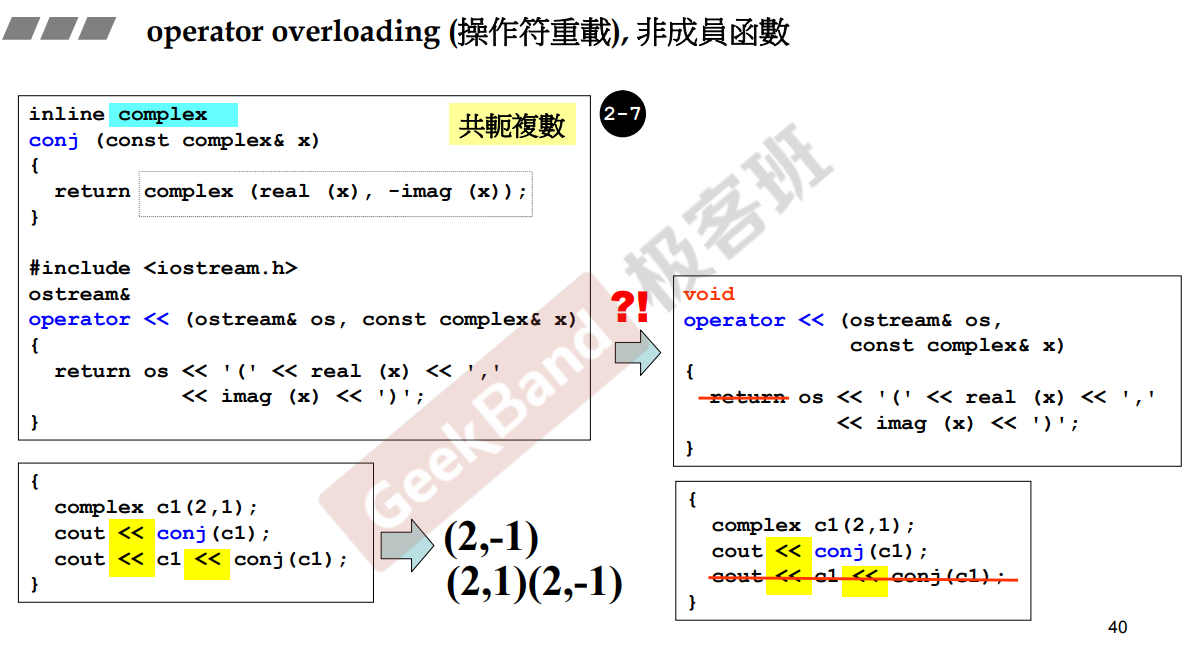 operator overloading (操作符重載), 非成員函數
inline complex
conj (const complex& x)
{
return complex (real (x), -imag (x));
}
共軛複數
2-7
#include <iostream.h>
ostream&
operator << (ostream& os, const complex& x)
{
return os << '(' << real (x) << ','
<< imag (x) << ')';
}
?!
void
operator << (ostream& os,
const complex& x)
{
return os << '(' << real (x) << ','
<< imag (x) << ')';
}
{
complex c1(2,1);
cout << conj(c1);
cout << c1 << conj(c1);
}
(2,-1)
(2,1)(2,-1)
{
complex c1(2,1);
cout << conj(c1);
cout << c1 << conj(c1);
}
GeekBand 极客班
40